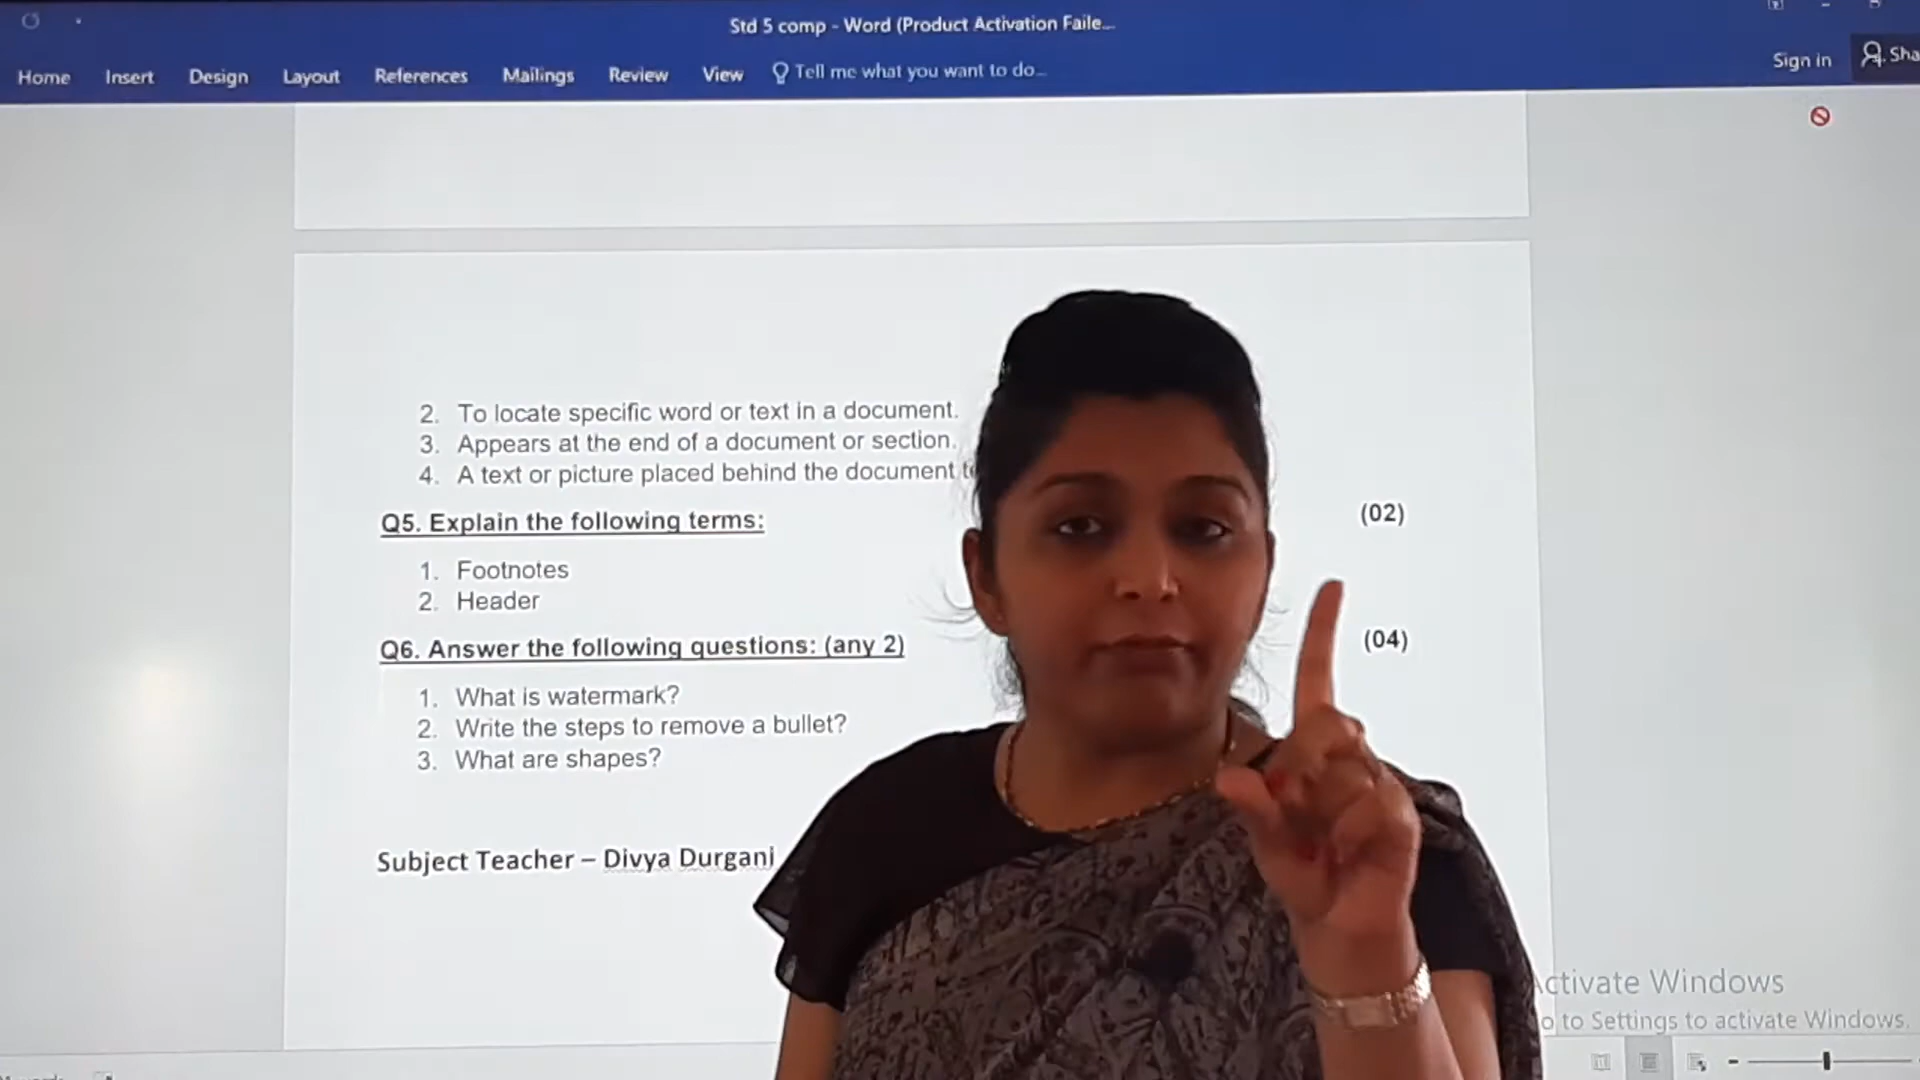 Std 5 comp - Word (Product Activation Faile...
Home Insert Design Layout References Mailings Review View Tell me what you want to do... Sign in Sha
2. To locate specific word or text in a document.
3. Appears at the end of a document or section.
4. A text or picture placed behind the document t
Q5. Explain the following terms: (02)
1. Footnotes
2. Header
Q6. Answer the following questions: (any 2) (04)
1. What is watermark?
2. Write the steps to remove a bullet?
3. What are shapes?
Subject Teacher – Divya Durgani
ctivate Windows
o to Settings to activate Windows.